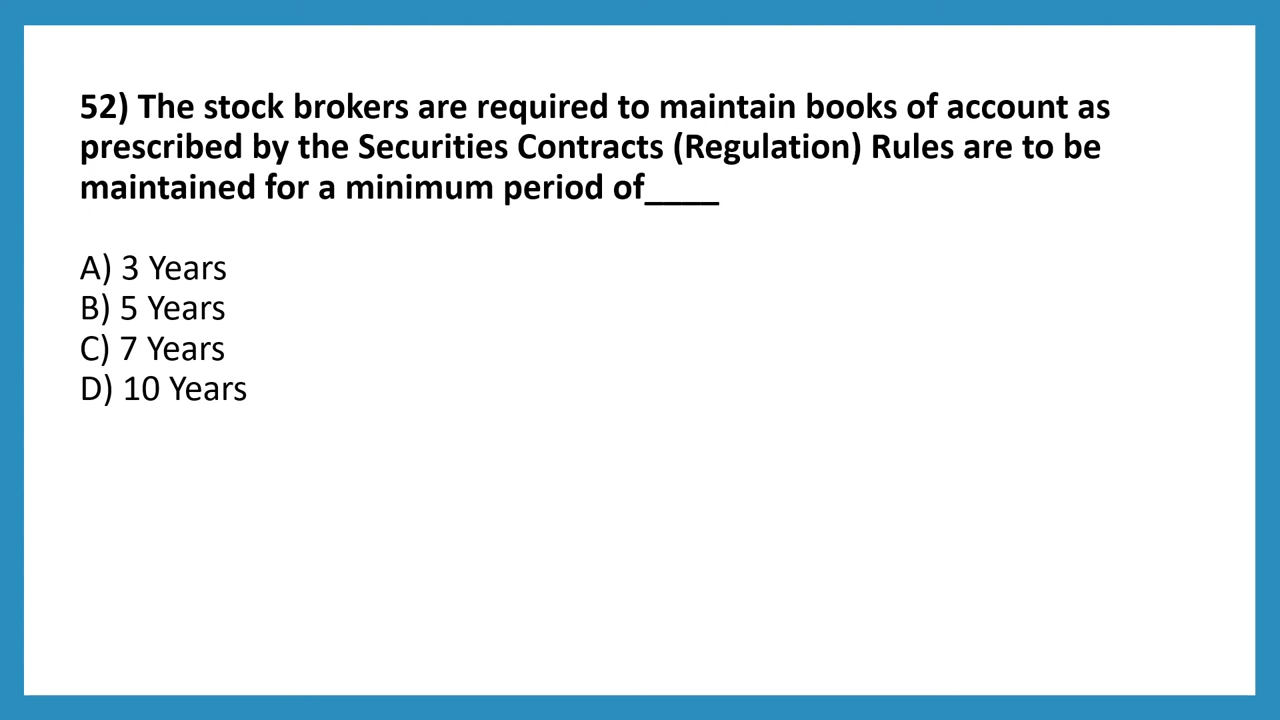 52) The stock brokers are required to maintain books of account as
prescribed by the Securities Contracts (Regulation) Rules are to be
maintained for a minimum period of____
A) 3 Years
B) 5 Years
C) 7 Years
D) 10 Years